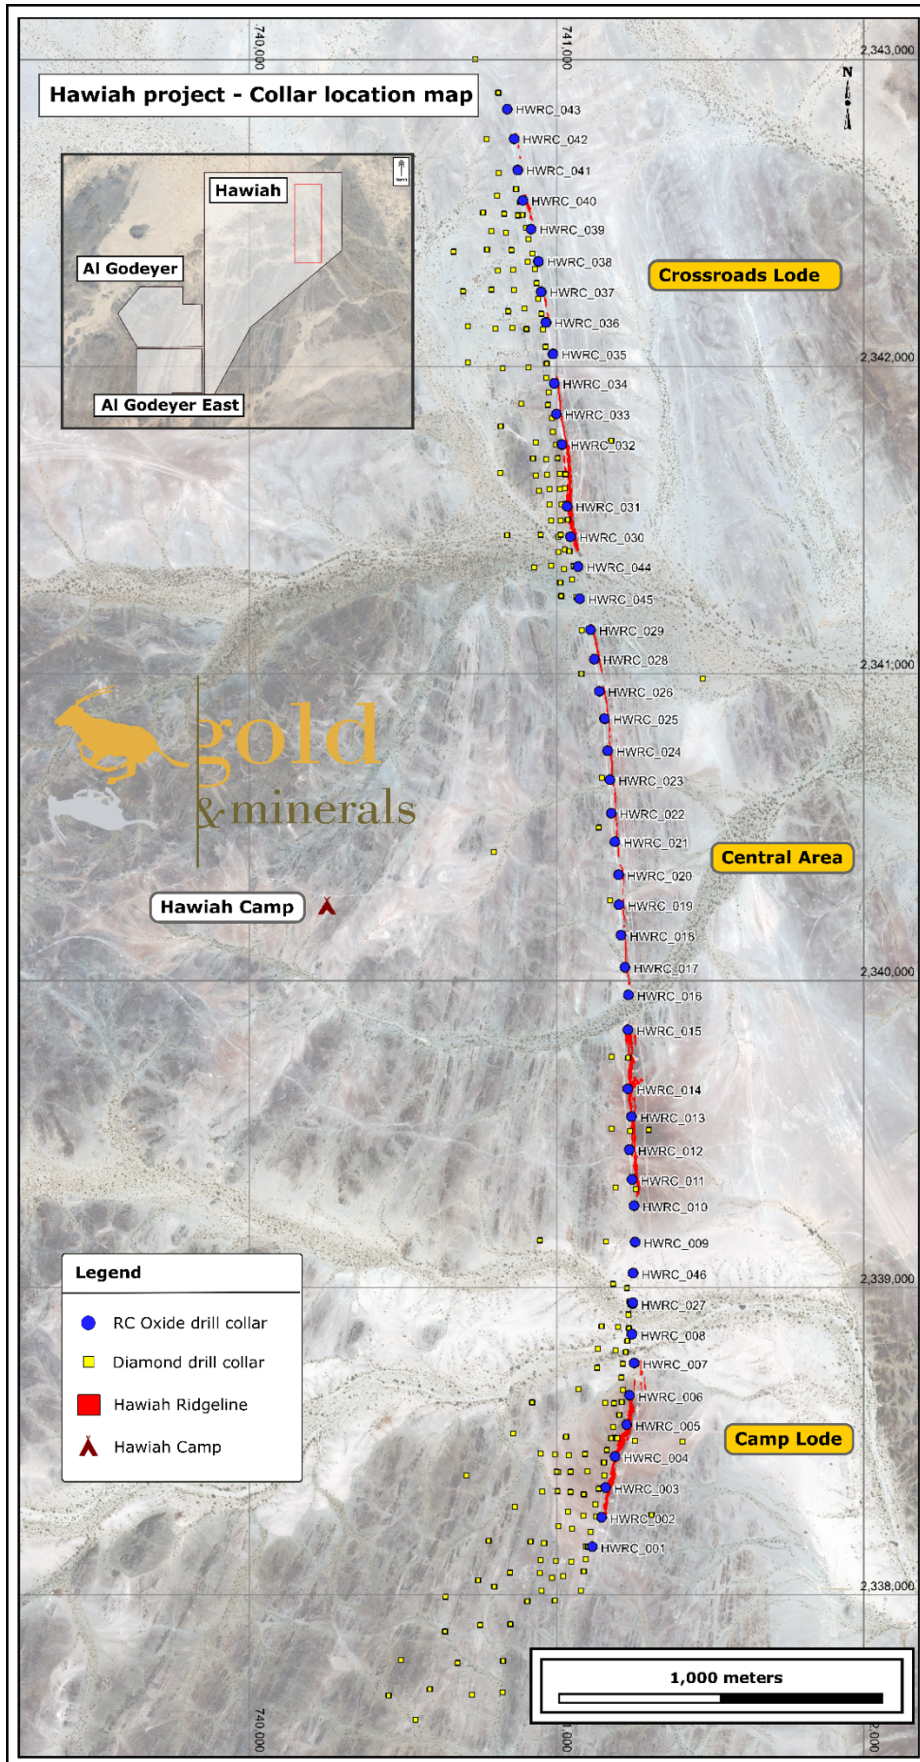 740,000
741,000
2,343,000
N
Hawiah project - Collar location map
HWRC_043
HWRC_042
HWRC_041
HWRC_040
HWRC_039
HWRC_038
HWRC_037
HWRC_036
HWRC_035
HWRC_034
HWRC_033
HWRC_032
HWRC_031
HWRC_030
HWRC_044
HWRC_045
HWRC_029
HWRC_028
HWRC_026
HWRC_025
HWRC_024
HWRC_023
HWRC_022
HWRC_021
HWRC_020
HWRC_019
HWRC_018
HWRC_017
HWRC_016
HWRC_015
HWRC_014
HWRC_013
HWRC_012
HWRC_011
HWRC_010
HWRC_009
HWRC_046
HWRC_027
HWRC_008
HWRC_007
HWRC_006
HWRC_005
HWRC_004
HWRC_003
HWRC_002
HWRC_001
Hawiah
Al Godeyer
Al Godeyer East
Crossroads Lode
2,342,000
2,341,000
gold
&minerals
Central Area
Hawiah Camp
2,340,000
2,339,000
Legend
RC Oxide drill collar
Diamond drill collar
Hawiah Ridgeline
Hawiah Camp
Camp Lode
2,338,000
1,000 meters
740,000